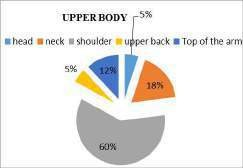 UPPER BODY
5%
head neck shoulder upper back Top of the arm
5%
12%
18%
60%